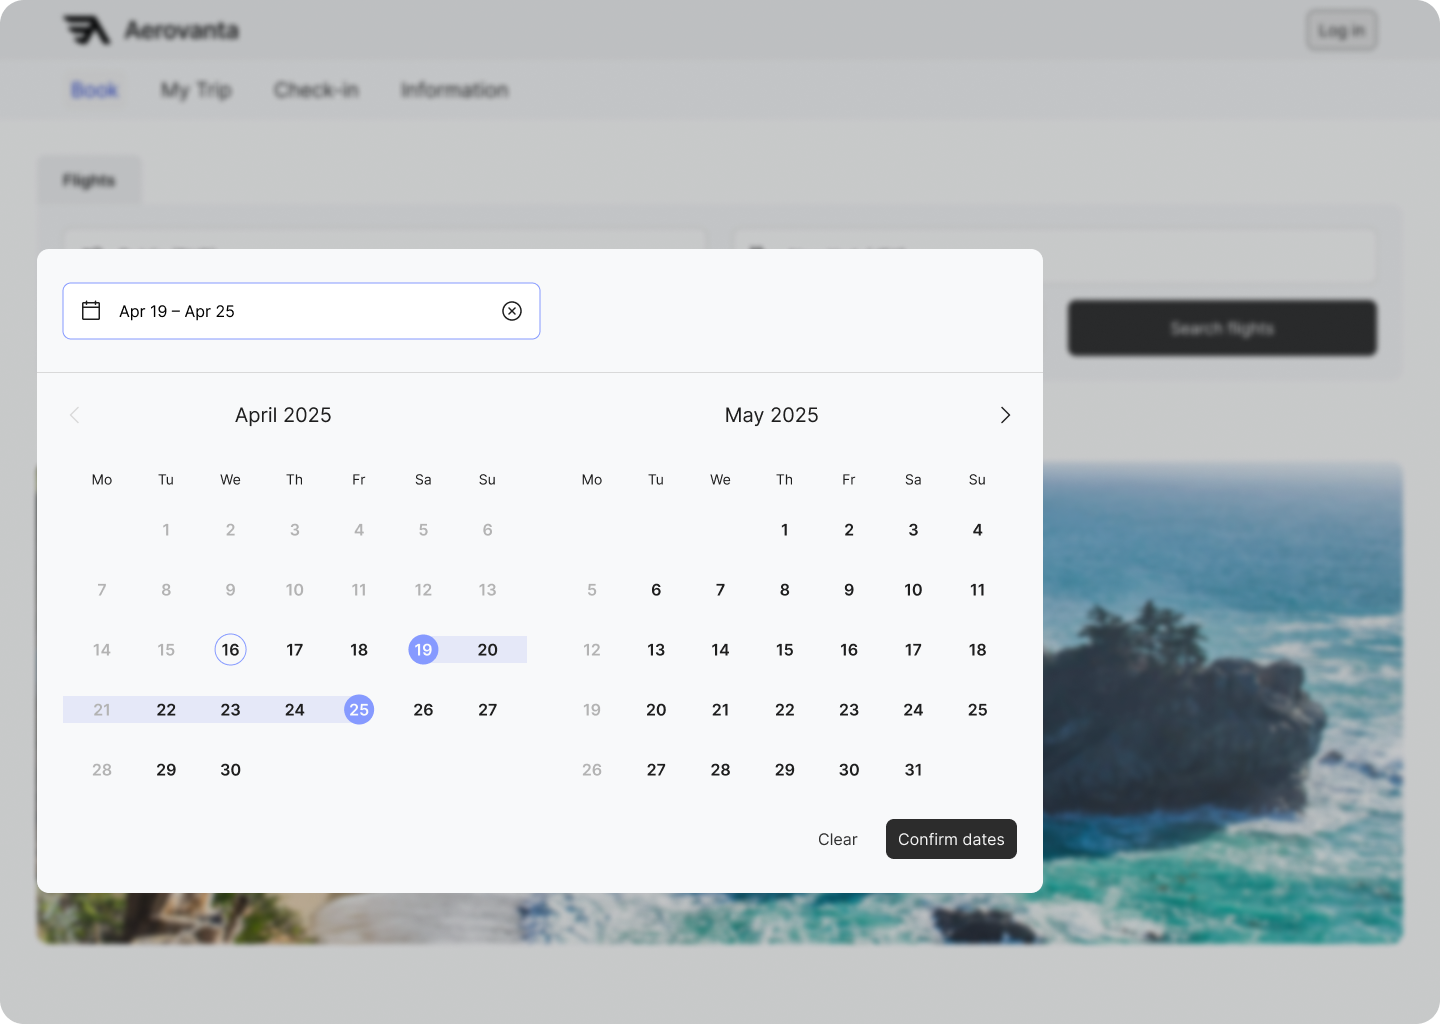 Aerovanta
Log in
Book My Trip Check-in Information
Flights
Apr 19 – Apr 25
Search flights
April 2025
Mo Tu We Th Fr Sa Su
1 2 3 4 5 6
7 8 9 10 11 12 13
14 15 16 17 18 19 20
21 22 23 24 25 26 27
28 29 30
May 2025
Mo Tu We Th Fr Sa Su
1 2 3 4
5 6 7 8 9 10 11
12 13 14 15 16 17 18
19 20 21 22 23 24 25
26 27 28 29 30 31
Clear Confirm dates